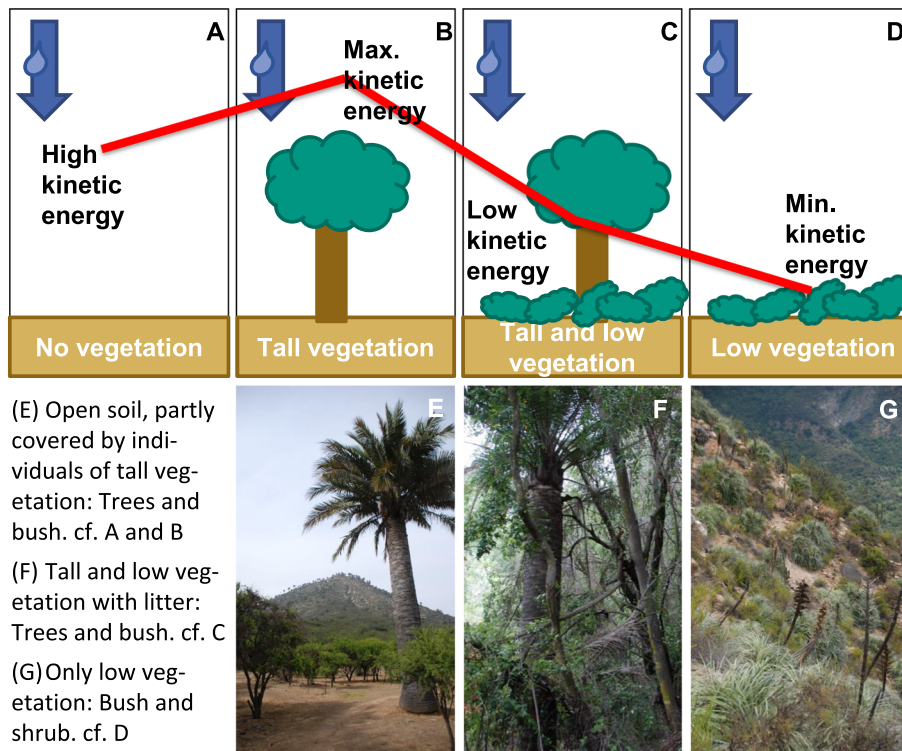 A
B
C
D
High
kinetic
energy
Max.
kinetic
energy
Low
kinetic
energy
Min.
kinetic
energy
No vegetation
Tall vegetation
Tall and low
vegetation
Low vegetation
(E) Open soil, partly
covered by indi-
viduals of tall veg-
etation: Trees and
bush. cf. A and B
(F) Tall and low veg-
etation with litter:
Trees and bush. cf. C
(G) Only low veg-
etation: Bush and
shrub. cf. D
E
F
G